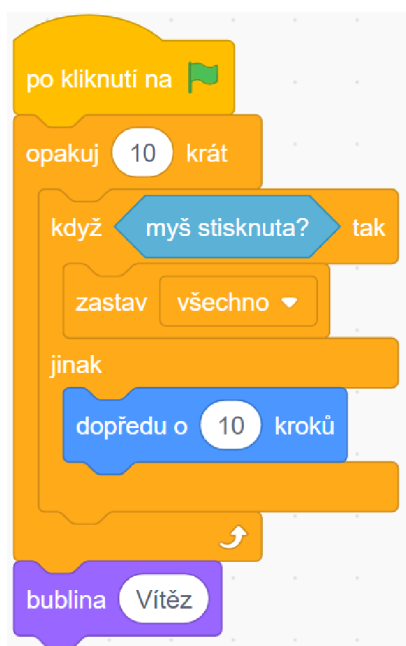 po kliknutí na
opakuj 10 krát
když myš stisknuta? tak
zastav všechno
jinak
dopředu o 10 kroků
bublina Vítěz